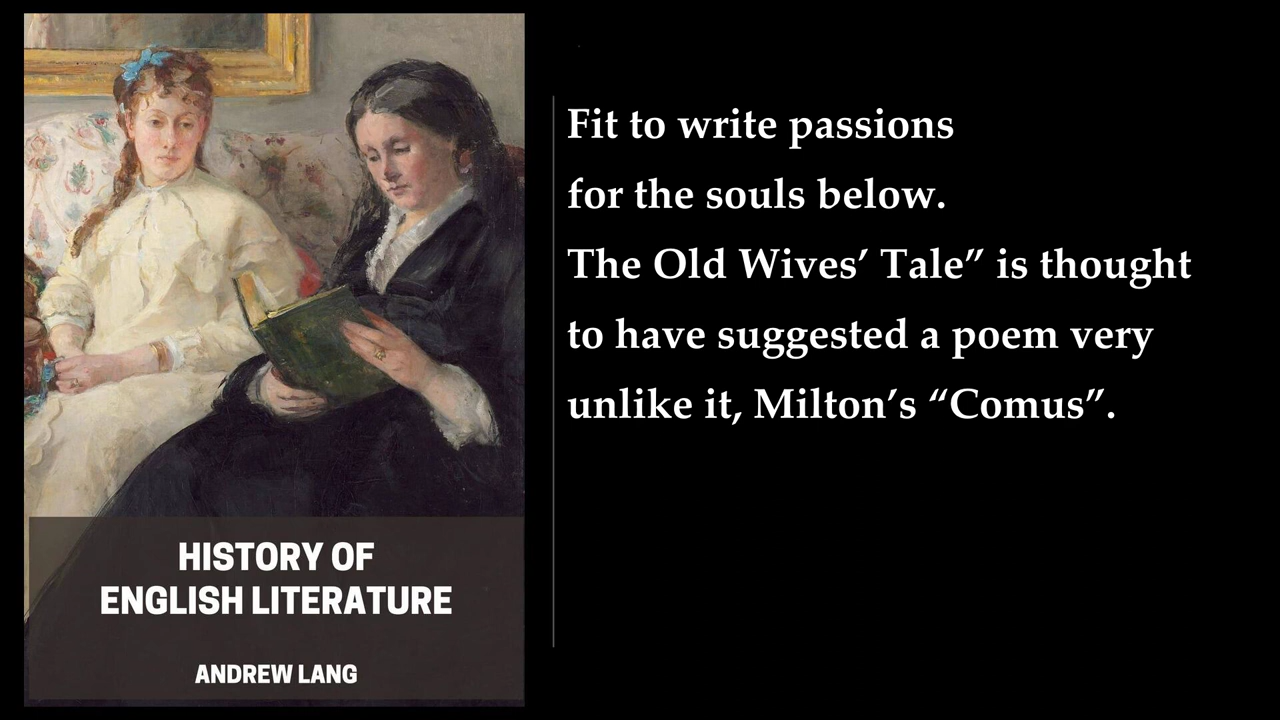 HISTORY OF
ENGLISH LITERATURE
ANDREW LANG
Fit to write passions
for the souls below.
The Old Wives’ Tale” is thought
to have suggested a poem very
unlike it, Milton’s “Comus”.